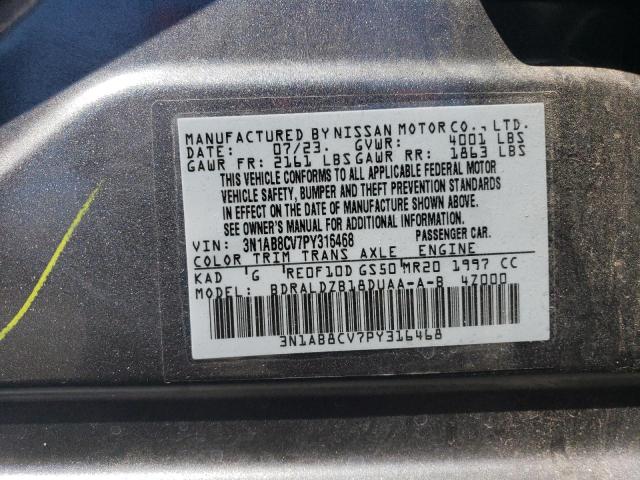 MANUFACTURED BY NISSAN MOTOR CO., LTD.
DATE: 07/23. GVWR: 4001 LBS
GAWR FR: 2161 LBS GAWR RR: 1863 LBS
THIS VEHICLE CONFORMS TO ALL APPLICABLE FEDERAL MOTOR
VEHICLE SAFETY, BUMPER AND THEFT PREVENTION STANDARDS
IN EFFECT ON THE DATE OF MANUFACTURE SHOWN ABOVE.
SEE OWNER'S MANUAL FOR ADDITIONAL INFORMATION.
VIN: 3N1AB8CV7PY316468 PASSENGER CAR.
COLOR TRIM TRANS AXLE ENGINE
KAD G RE0F10D GS50 MR20 1997 CC
MODEL: BDRALDZB18DUAA-A-B 4Z000
3N1AB8CV7PY316468